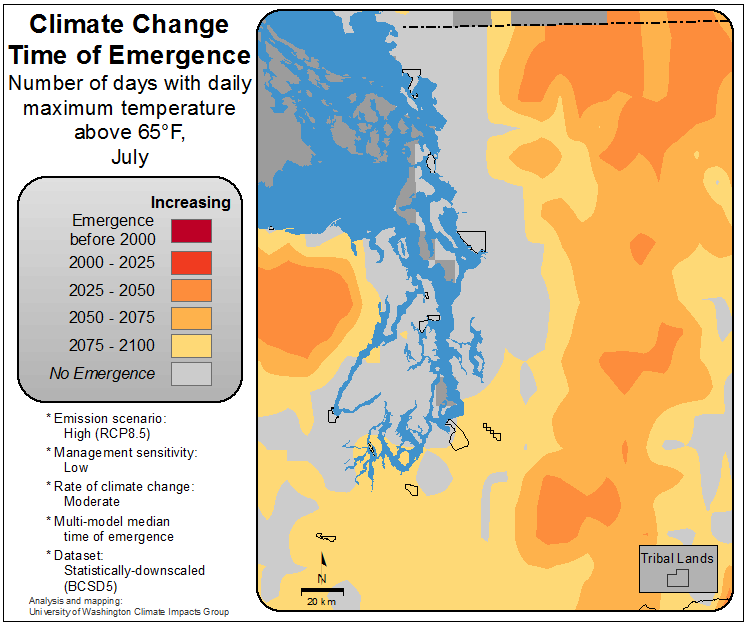 Climate Change
Time of Emergence
Number of days with daily
maximum temperature
above 65°F,
July
Increasing
Emergence
before 2000
2000 - 2025
2025 - 2050
2050 - 2075
2075 - 2100
No Emergence
* Emission scenario:
High (RCP8.5)
* Management sensitivity:
Low
* Rate of climate change:
Moderate
* Multi-model median
time of emergence
* Dataset:
Statistically-downscaled
(BCSD5)
Analysis and mapping:
University of Washington Climate Impacts Group
N
20 km
Tribal Lands